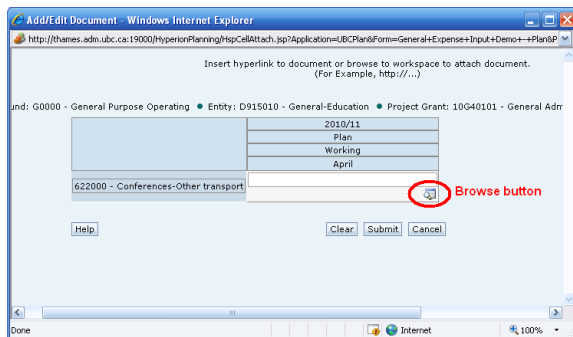 Add/Edit Document - Windows Internet Explorer
http://thames.adm.ubc.ca:19000/HyperionPlanning/HspCellAttach.jsp?Application=UBCPlan&Form=General+Expense+Input+Demo+-+Plan&P
Insert hyperlink to document or browse to workspace to attach document.
(For Example, http://...)
und: G0000 - General Purpose Operating • Entity: D915010 - General-Education • Project Grant: 10G40101 - General Adm
2010/11
Plan
Working
April
622000 - Conferences-Other transport
Browse button
Help Clear Submit Cancel
Done Internet 100%